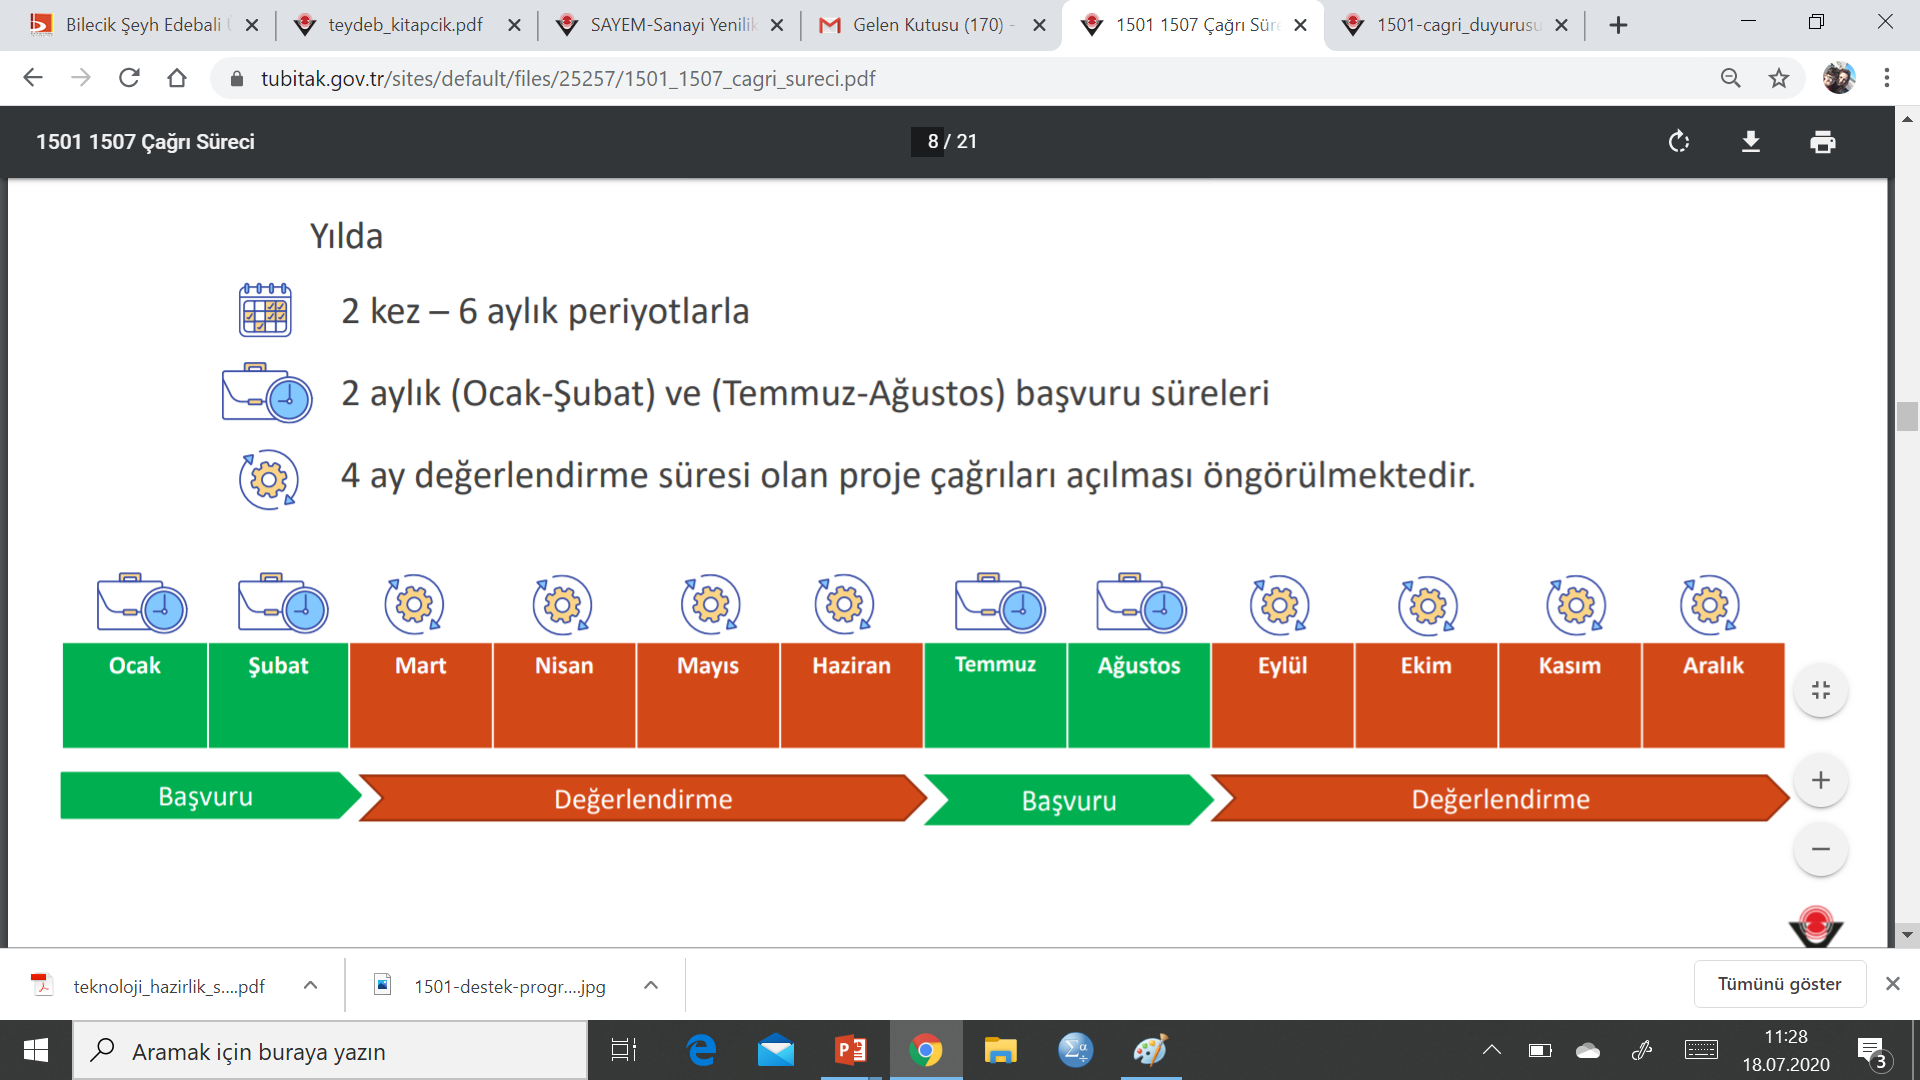 Bilecik Şeyh Edebali
teydeb_kitapcik.pdf
SAYEM-Sanayi Yenilik
Gelen Kutusu (170) -
1501 1507 Çağrı Süre
1501-cagri_duyurusu
tubitak.gov.tr/sites/default/files/25257/1501_1507_cagri_sureci.pdf
1501 1507 Çağrı Süreci
8 / 21
Yılda
2 kez – 6 aylık periyotlarla
2 aylık (Ocak-Şubat) ve (Temmuz-Ağustos) başvuru süreleri
4 ay değerlendirme süresi olan proje çağrıları açılması öngörülmektedir.
Ocak Şubat Mart Nisan Mayıs Haziran Temmuz Ağustos Eylül Ekim Kasım Aralık
Başvuru Değerlendirme Başvuru Değerlendirme
teknoloji_hazirlik_s....pdf
1501-destek-progr....jpg
Tümünü göster
Aramak için buraya yazın
11:28
18.07.2020
3